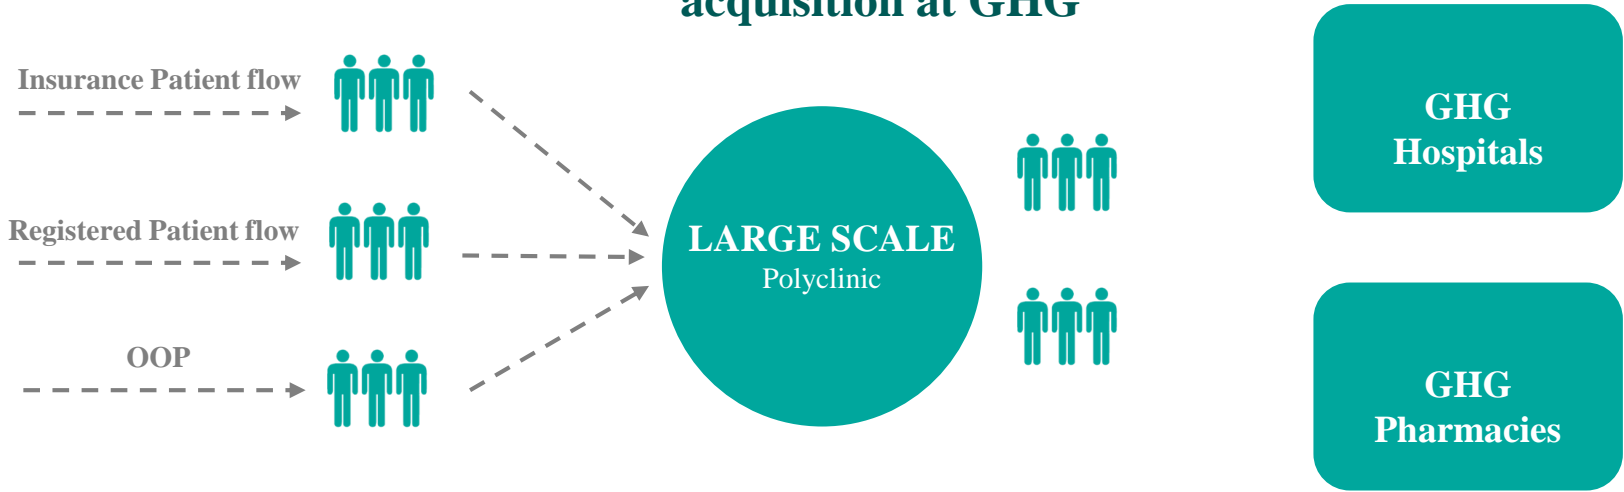 acquisition at GHG
Insurance Patient flow
Registered Patient flow
OOP
LARGE SCALE
Polyclinic
GHG
Hospitals
GHG
Pharmacies